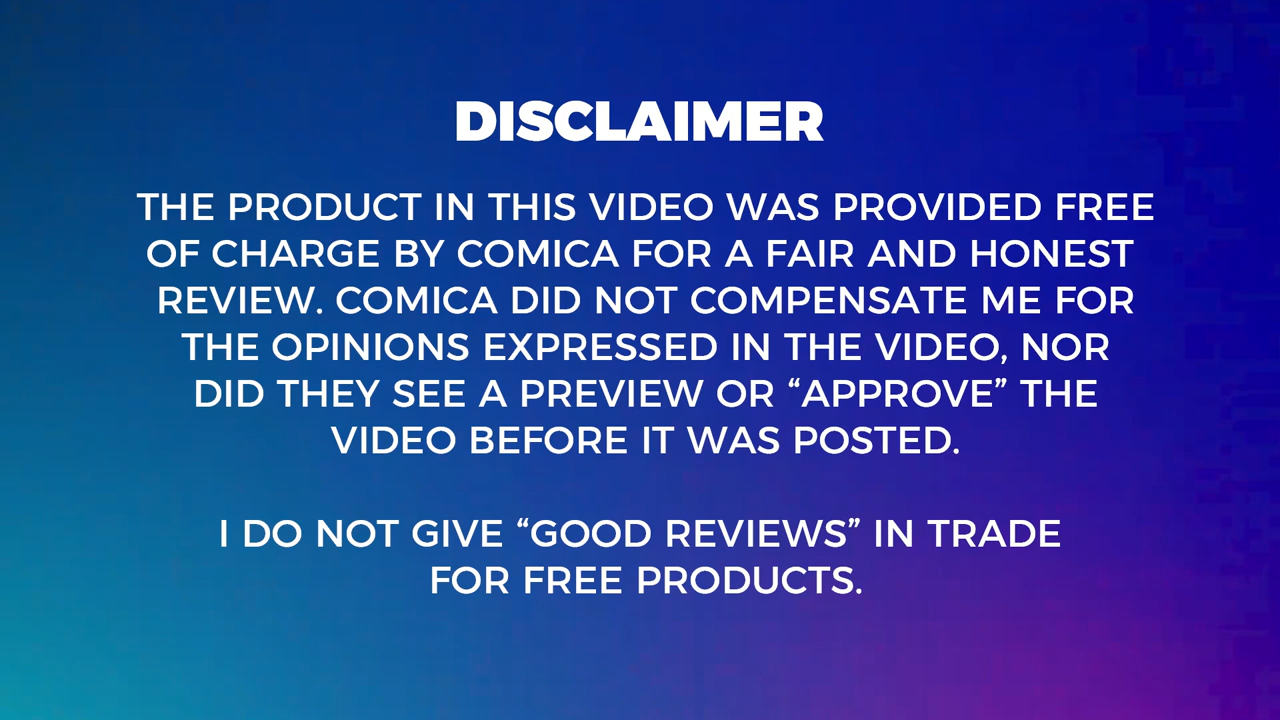 DISCLAIMER
THE PRODUCT IN THIS VIDEO WAS PROVIDED FREE
OF CHARGE BY COMICA FOR A FAIR AND HONEST
REVIEW. COMICA DID NOT COMPENSATE ME FOR
THE OPINIONS EXPRESSED IN THE VIDEO, NOR
DID THEY SEE A PREVIEW OR “APPROVE” THE
VIDEO BEFORE IT WAS POSTED.
I DO NOT GIVE “GOOD REVIEWS” IN TRADE
FOR FREE PRODUCTS.